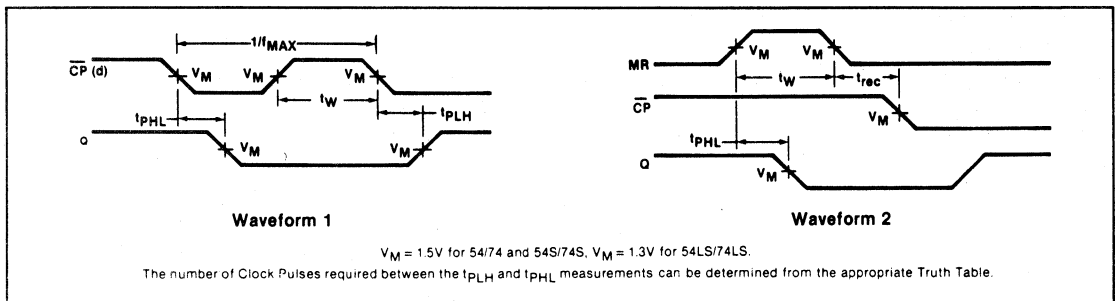 1/fMAX
CP (d)
VM VM VM
tW
tPHL tPLH
Q
VM VM
Waveform 1
MR
VM VM
tW trec
CP
VM
tPHL
Q
VM
Waveform 2
VM = 1.5V for 54/74 and 54S/74S, VM = 1.3V for 54LS/74LS.
The number of Clock Pulses required between the tPLH and tPHL measurements can be determined from the appropriate Truth Table.